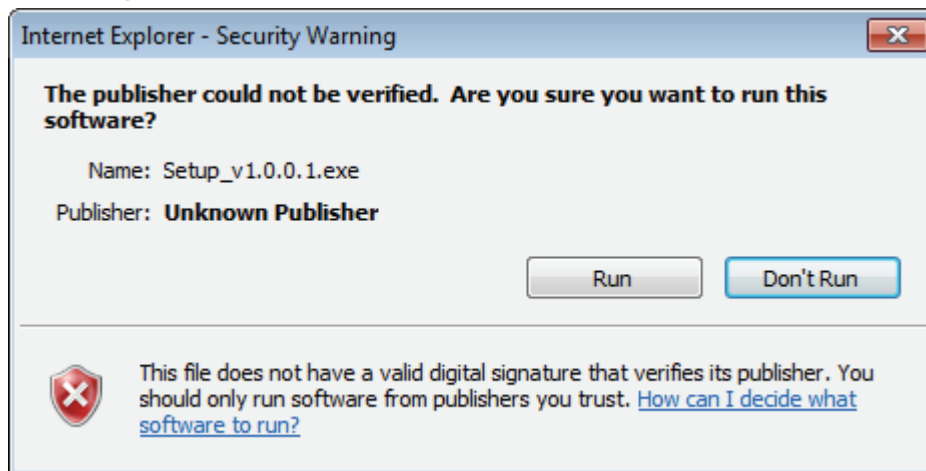 Internet Explorer - Security Warning
The publisher could not be verified.  Are you sure you want to run this
software?
Name: Setup_v1.0.0.1.exe
Publisher: Unknown Publisher
Run Don't Run
This file does not have a valid digital signature that verifies its publisher. You
should only run software from publishers you trust. How can I decide what
software to run?